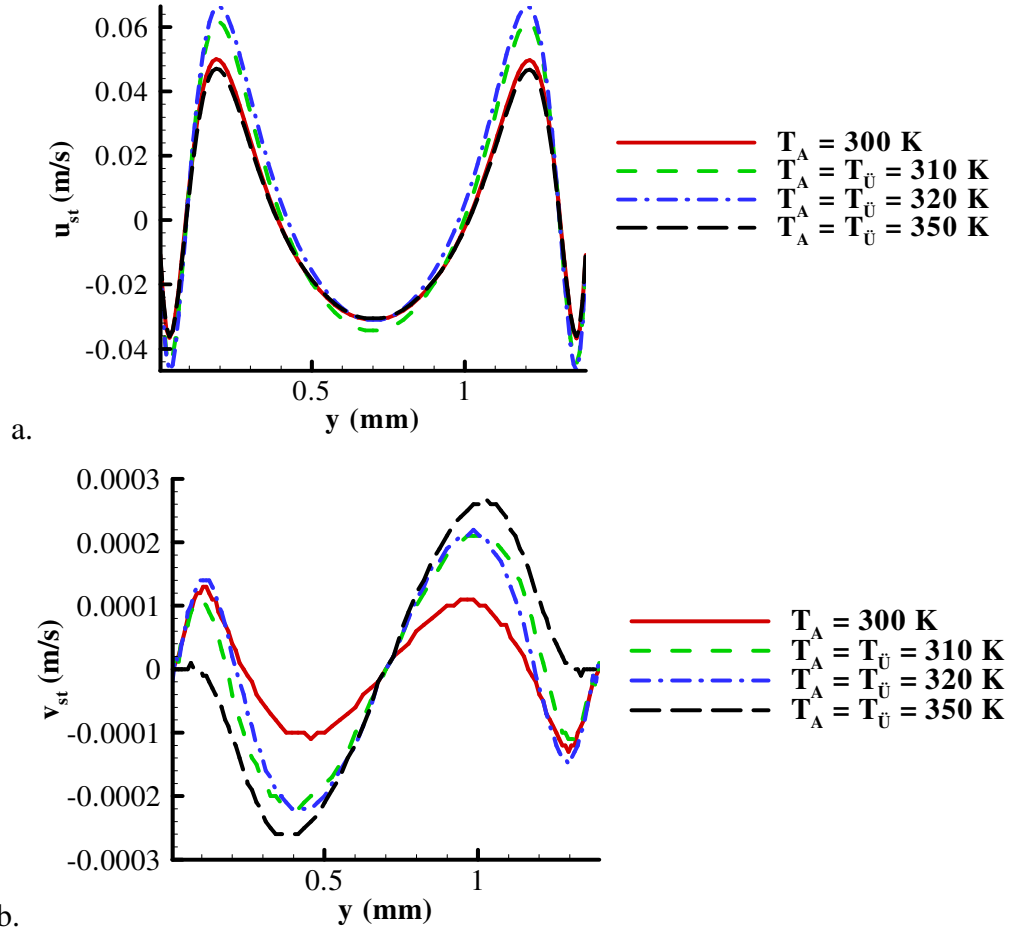 0.06
0.04
0.02
0
-0.02
-0.04
u_st (m/s)
0.5
1
y (mm)
T_A = 300 K
T_A = T_Ü = 310 K
T_A = T_Ü = 320 K
T_A = T_Ü = 350 K
a.
0.0003
0.0002
0.0001
0
-0.0001
-0.0002
-0.0003
v_st (m/s)
0.5
1
y (mm)
T_A = 300 K
T_A = T_Ü = 310 K
T_A = T_Ü = 320 K
T_A = T_Ü = 350 K
b.